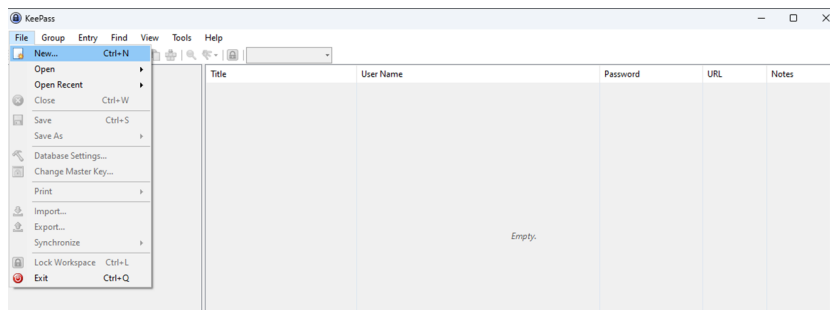 KeePass
File Group Entry Find View Tools Help
New... Ctrl+N
Open
Open Recent
Close Ctrl+W
Save Ctrl+S
Save As
Database Settings...
Change Master Key...
Print
Import...
Export...
Synchronize
Lock Workspace Ctrl+L
Exit Ctrl+Q
Title User Name Password URL Notes
Empty.